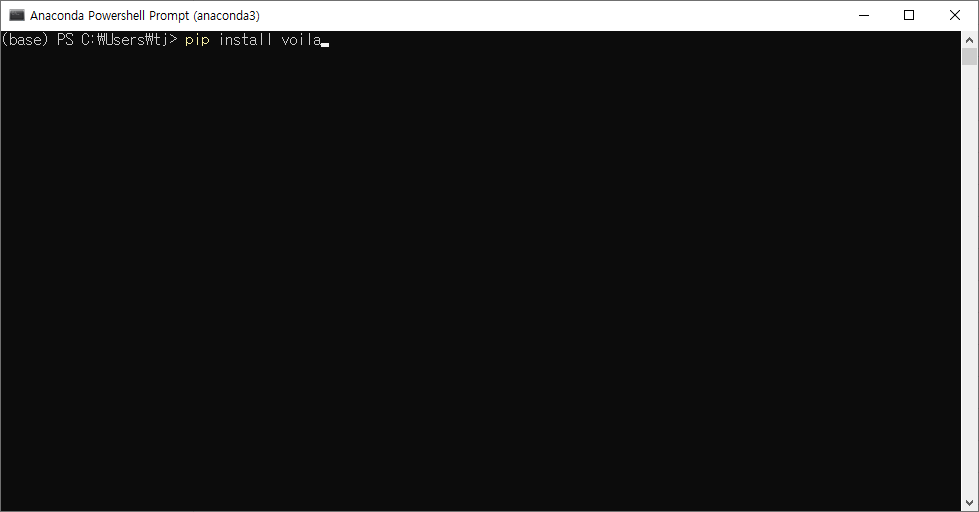 Anaconda Powershell Prompt (anaconda3)
(base) PS C:₩Users₩tj> pip install voila